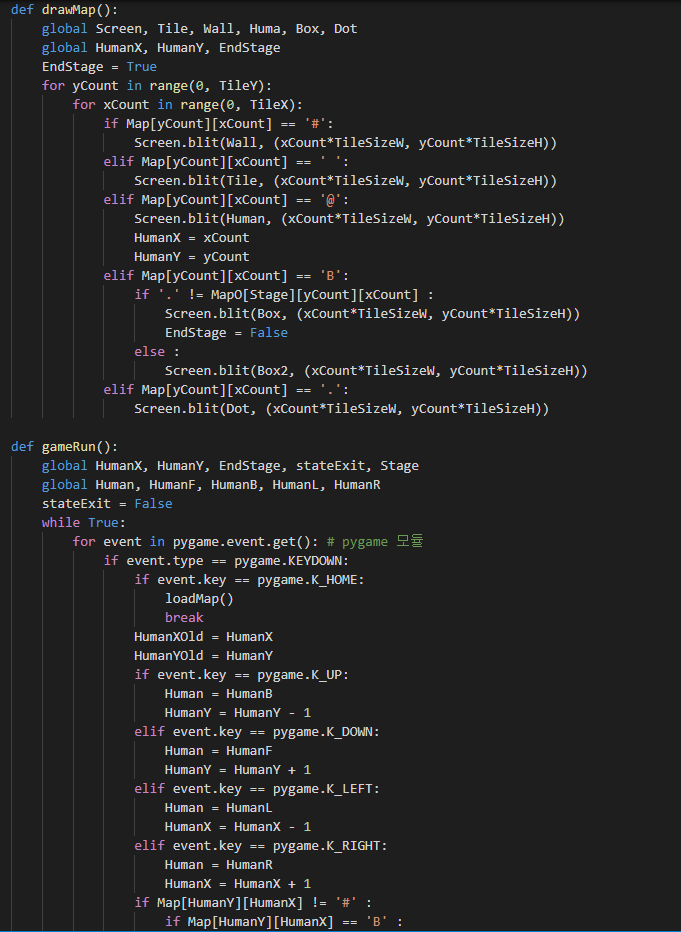 def drawMap():
    global Screen, Tile, Wall, Huma, Box, Dot
    global HumanX, HumanY, EndStage
    EndStage = True
    for yCount in range(0, TileY):
        for xCount in range(0, TileX):
            if Map[yCount][xCount] == '#':
                Screen.blit(Wall, (xCount*TileSizeW, yCount*TileSizeH))
            elif Map[yCount][xCount] == ' ':
                Screen.blit(Tile, (xCount*TileSizeW, yCount*TileSizeH))
            elif Map[yCount][xCount] == '@':
                Screen.blit(Human, (xCount*TileSizeW, yCount*TileSizeH))
                HumanX = xCount
                HumanY = yCount
            elif Map[yCount][xCount] == 'B':
                if '.' != MapO[Stage][yCount][xCount] :
                    Screen.blit(Box, (xCount*TileSizeW, yCount*TileSizeH))
                    EndStage = False
                else :
                    Screen.blit(Box2, (xCount*TileSizeW, yCount*TileSizeH))
            elif Map[yCount][xCount] == '.':
                Screen.blit(Dot, (xCount*TileSizeW, yCount*TileSizeH))

def gameRun():
    global HumanX, HumanY, EndStage, stateExit, Stage
    global Human, HumanF, HumanB, HumanL, HumanR
    stateExit = False
    while True:
        for event in pygame.event.get(): # pygame 모듈
            if event.type == pygame.KEYDOWN:
                if event.key == pygame.K_HOME:
                    loadMap()
                    break
                HumanXOld = HumanX
                HumanYOld = HumanY
                if event.key == pygame.K_UP:
                    Human = HumanB
                    HumanY = HumanY - 1
                elif event.key == pygame.K_DOWN:
                    Human = HumanF
                    HumanY = HumanY + 1
                elif event.key == pygame.K_LEFT:
                    Human = HumanL
                    HumanX = HumanX - 1
                elif event.key == pygame.K_RIGHT:
                    Human = HumanR
                    HumanX = HumanX + 1
                if Map[HumanY][HumanX] != '#' :
                    if Map[HumanY][HumanX] == 'B' :